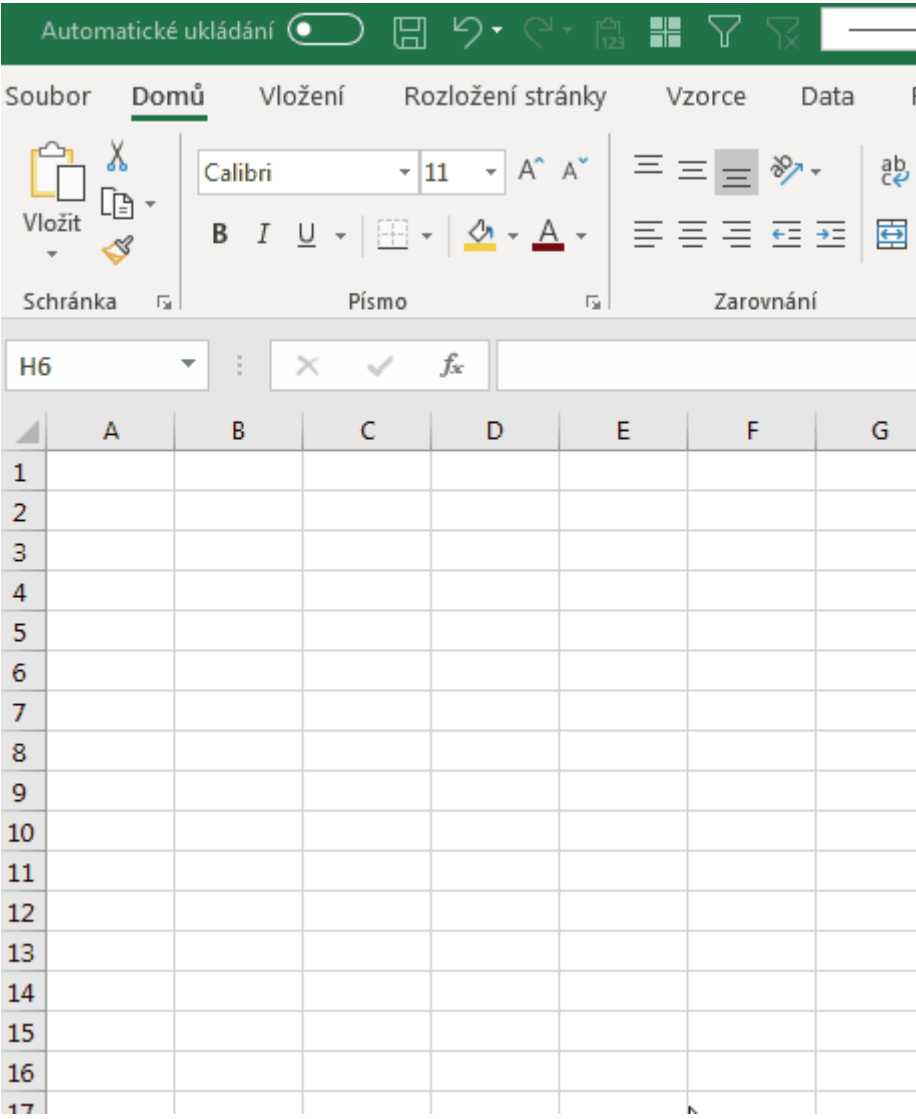 Automatické ukládání
Soubor Domů Vložení Rozložení stránky Vzorce Data
Calibri 11
Vložit
B I U A
Schránka Písmo Zarovnání
H6 fx
A B C D E F G
1
2
3
4
5
6
7
8
9
10
11
12
13
14
15
16
17